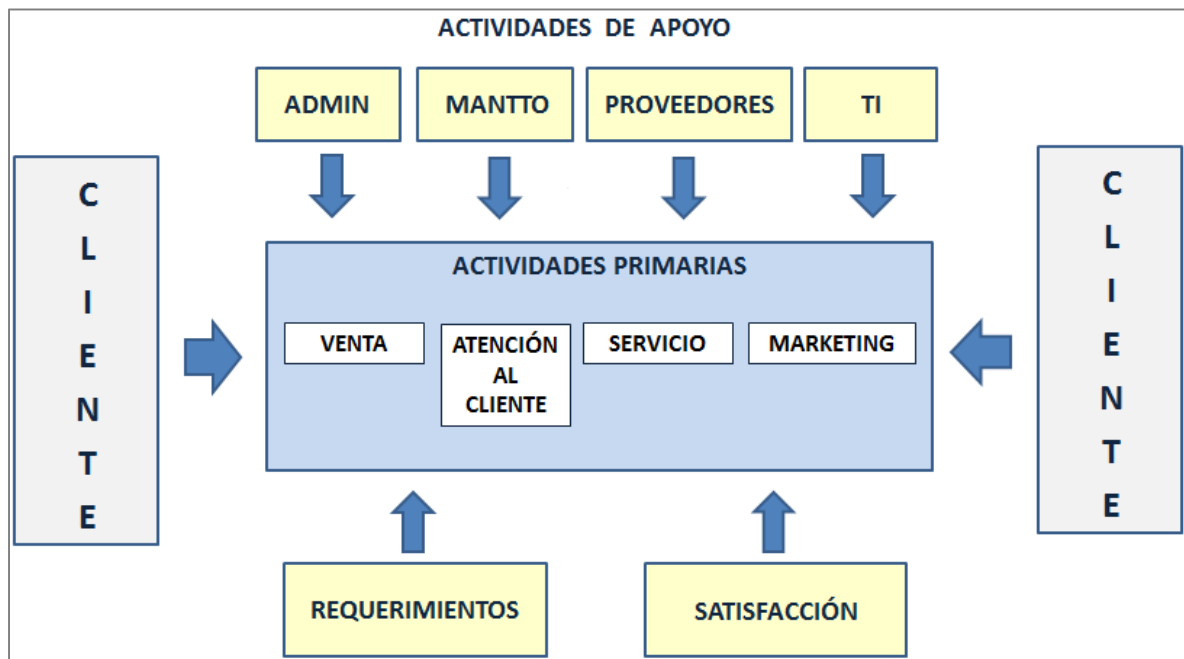 ACTIVIDADES DE APOYO
ADMIN
MANTTO
PROVEEDORES
TI
C
L
I
E
N
T
E
ACTIVIDADES PRIMARIAS
VENTA
ATENCIÓN
AL
CLIENTE
SERVICIO
MARKETING
C
L
I
E
N
T
E
REQUERIMIENTOS
SATISFACCIÓN